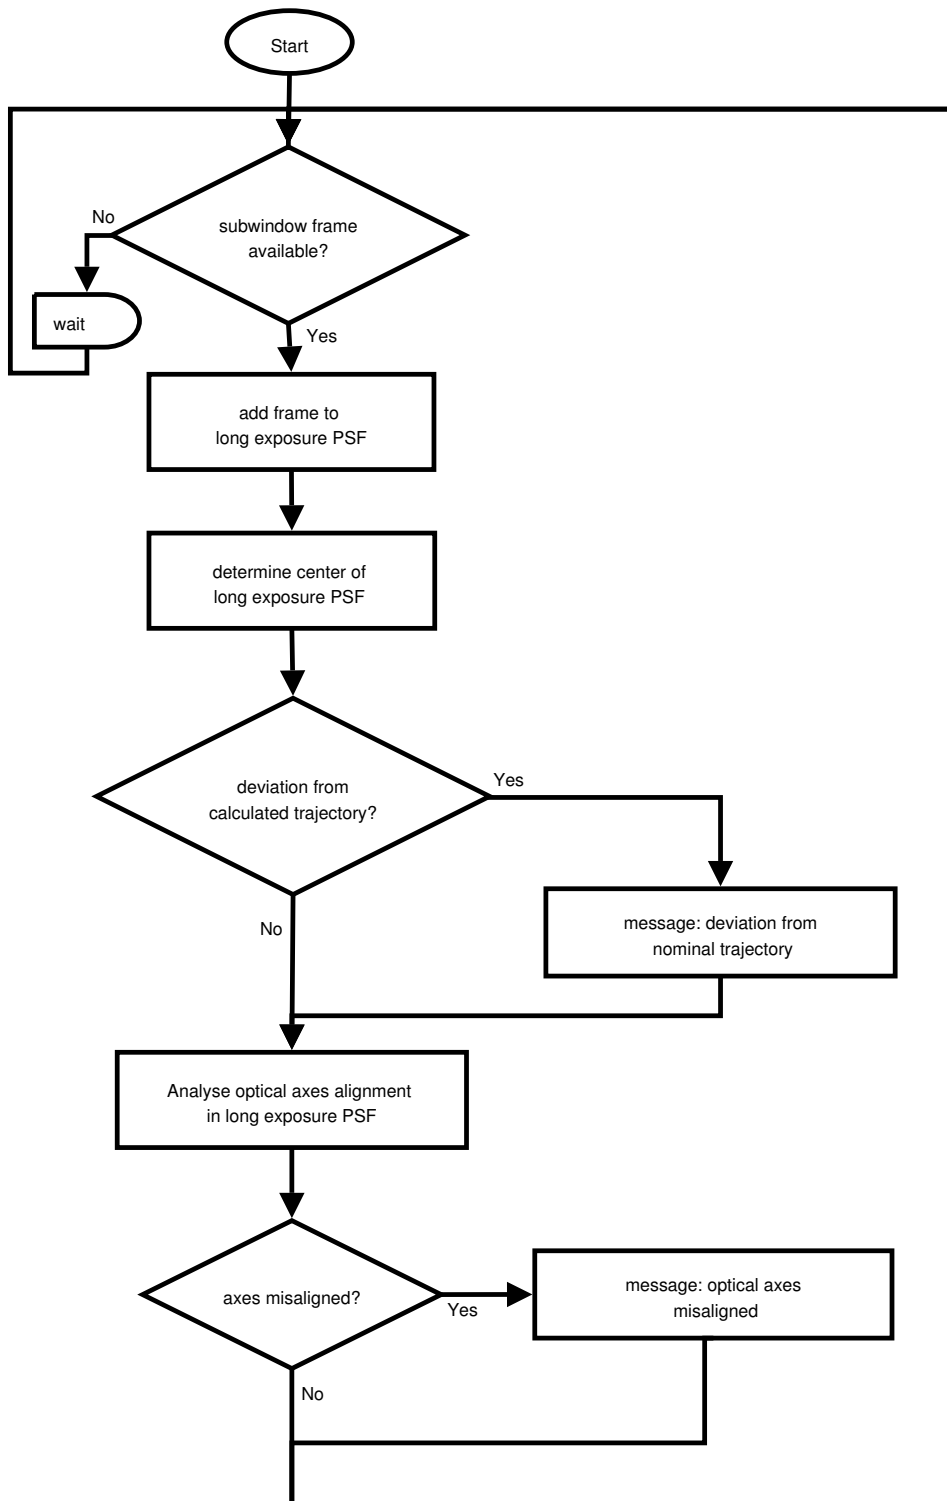 Start
subwindow frame
available?
No
wait
Yes
add frame to
long exposure PSF
determine center of
long exposure PSF
deviation from
calculated trajectory?
Yes
No
message: deviation from
nominal trajectory
Analyse optical axes alignment
in long exposure PSF
axes misaligned?
Yes
message: optical axes
misaligned
No